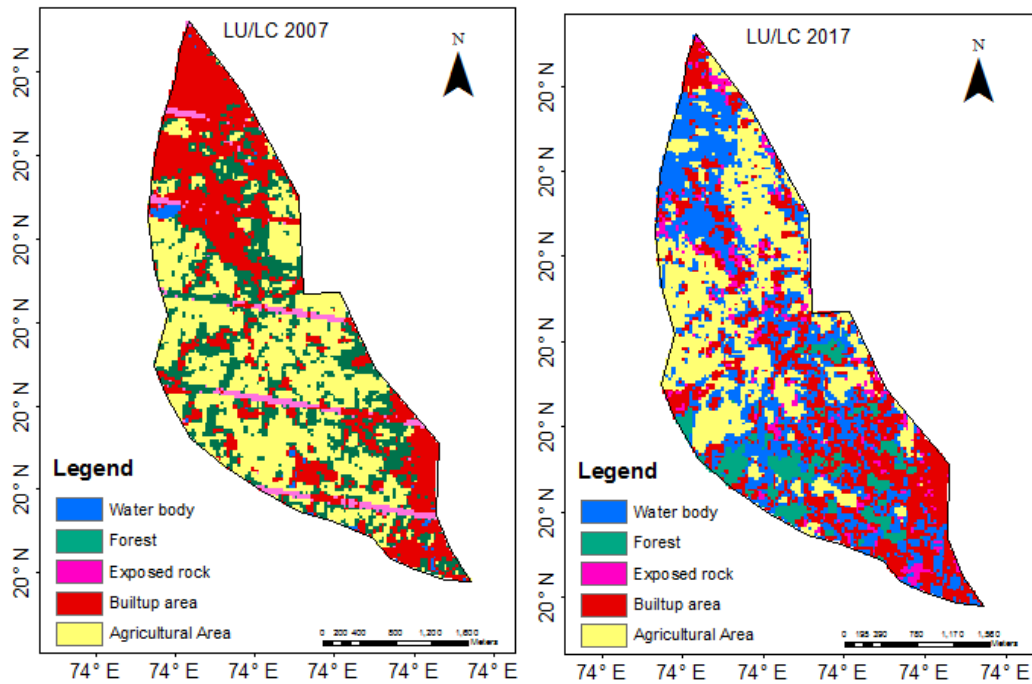 LU/LC 2007
N
20° N
20° N
20° N
20° N
20° N
20° N
20° N
Legend
Water body
Forest
Exposed rock
Builtup area
Agricultural Area
0 200 400 800 1,200 1,600
Meters
74° E 74° E 74° E 74° E 74° E 74° E
LU/LC 2017
N
20° N
20° N
20° N
20° N
20° N
20° N
20° N
Legend
Water body
Forest
Exposed rock
Builtup area
Agricultural Area
0 195 390 780 1,170 1,560
Meters
74° E 74° E 74° E 74° E 74° E 74° E